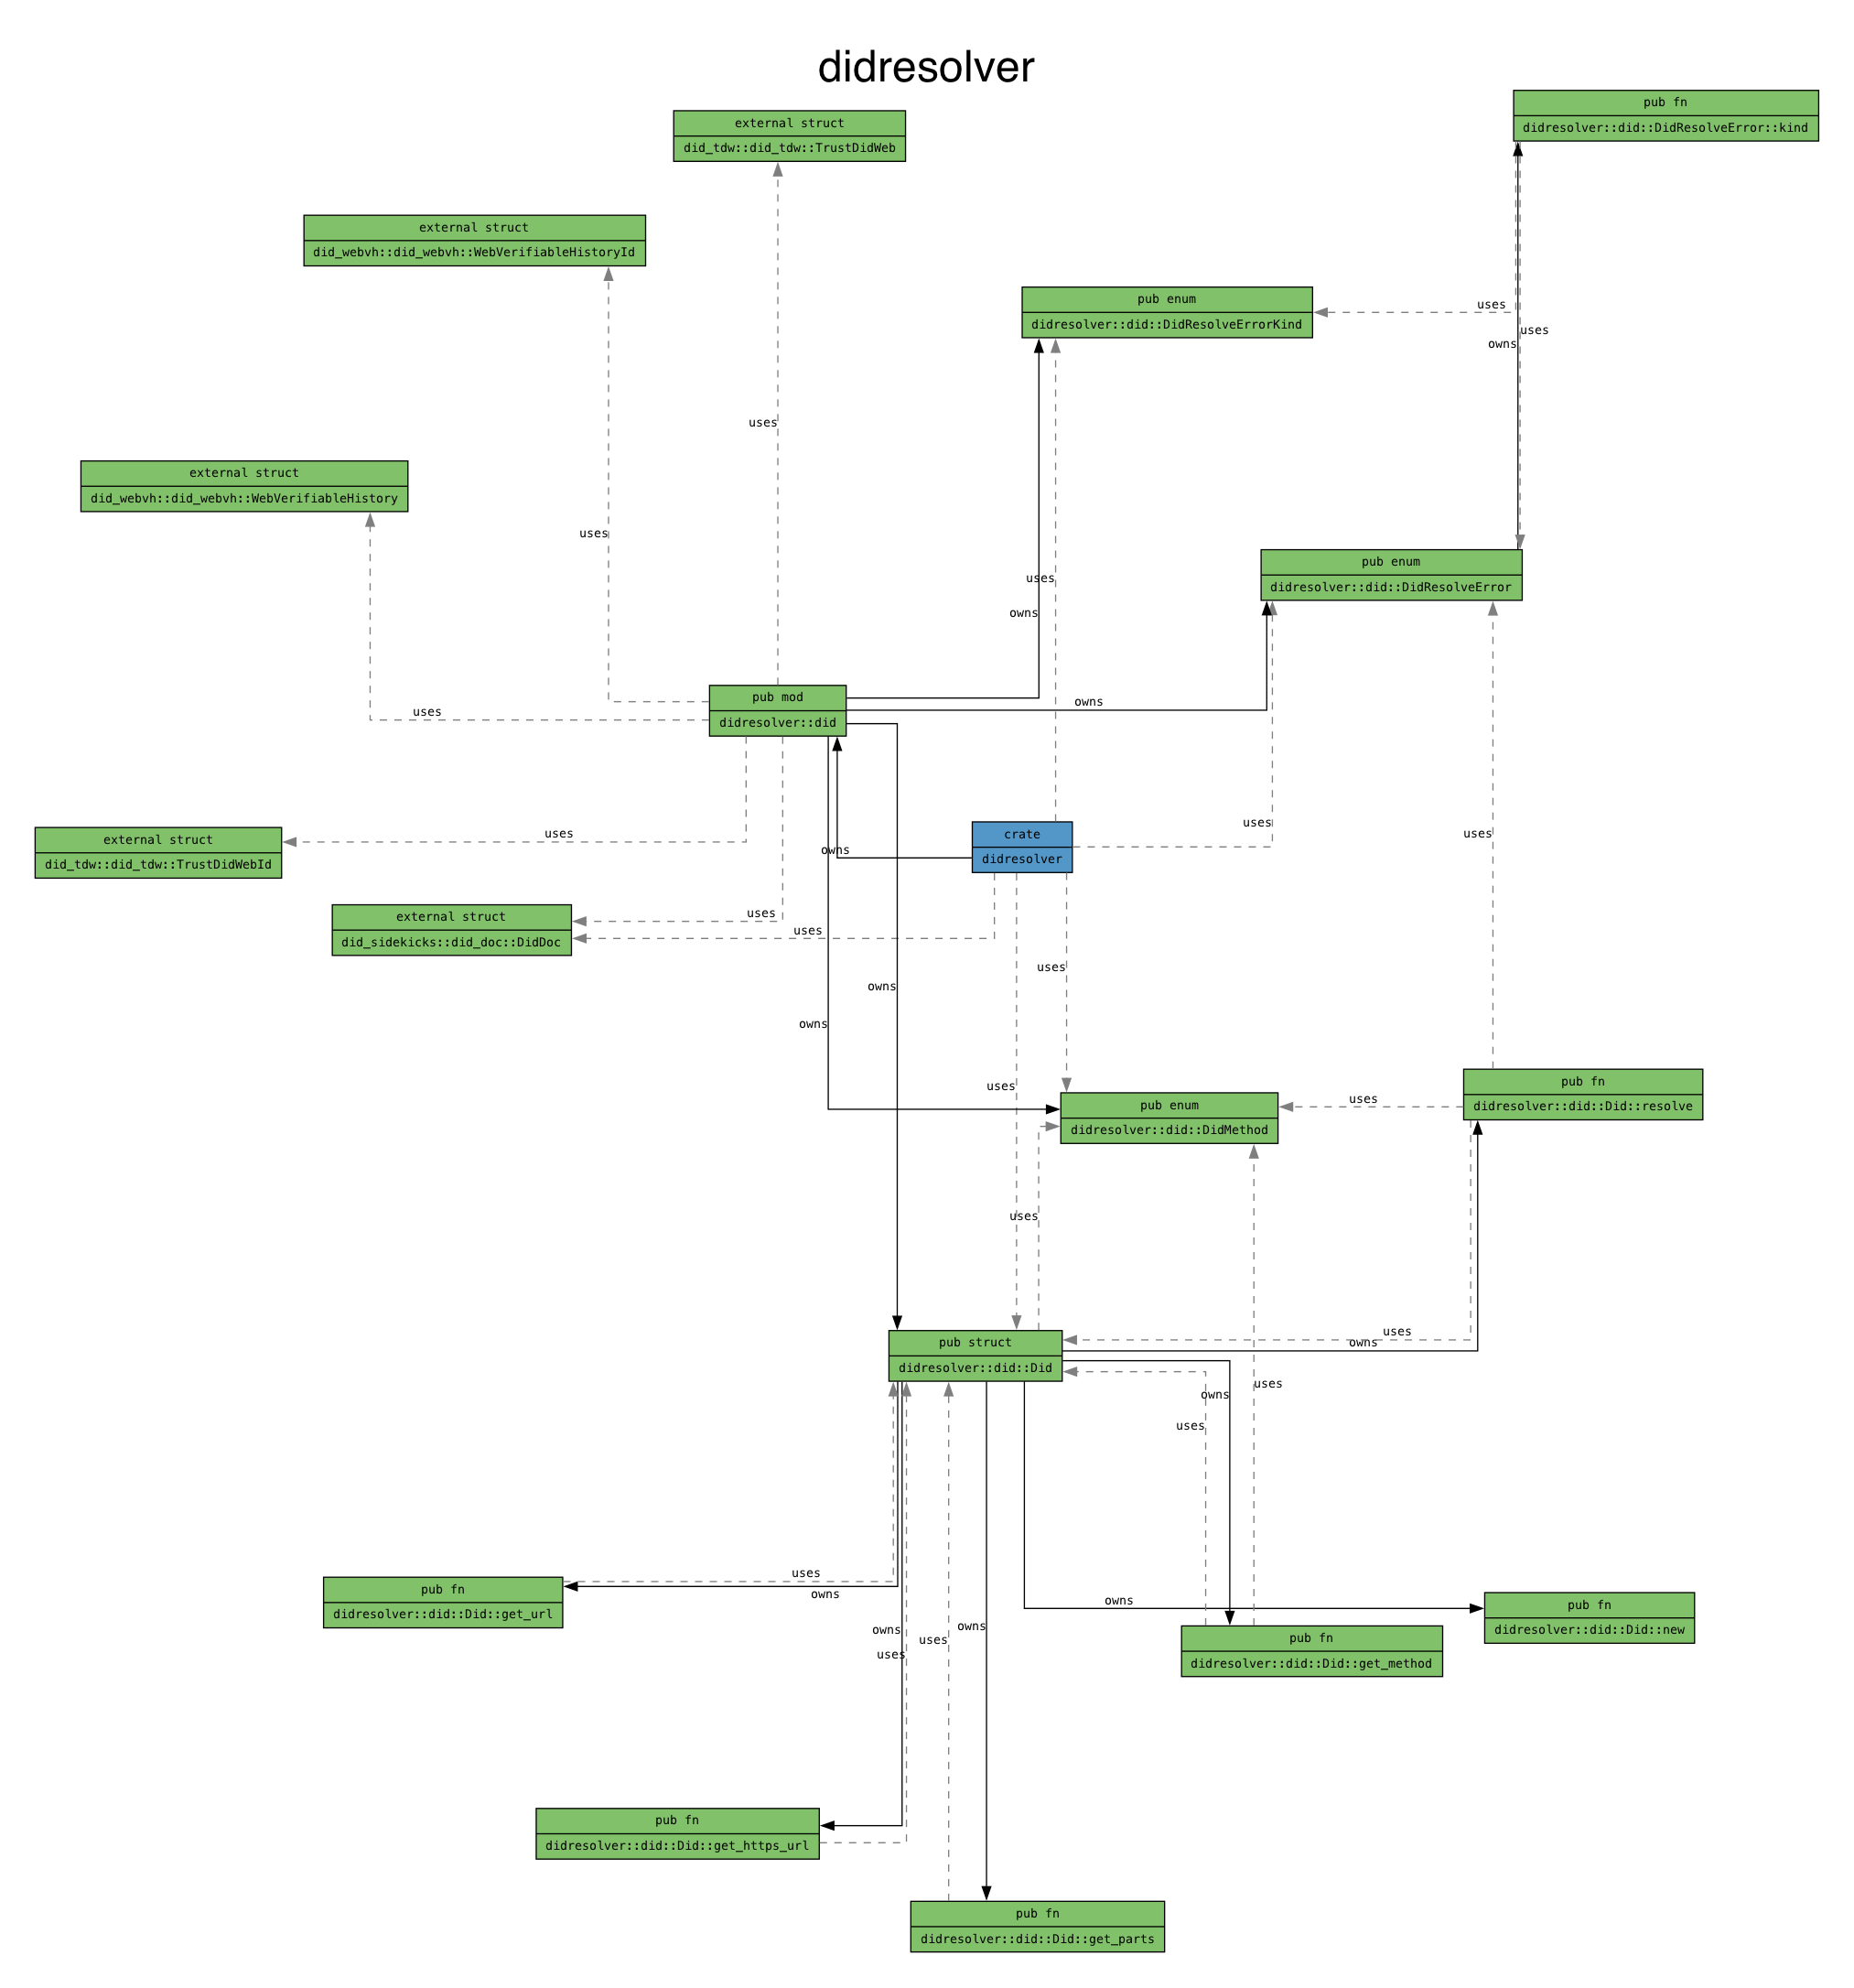 didresolver
pub fn
didresolver::did::DidResolveError::kind
external struct
did_tdw::did_tdw::TrustDidWeb
external struct
did_webvh::did_webvh::WebVerifiableHistoryId
pub enum
didresolver::did::DidResolveErrorKind
uses
uses
owns
uses
external struct
did_webvh::did_webvh::WebVerifiableHistory
uses
pub enum
didresolver::did::DidResolveError
uses
owns
pub mod
didresolver::did
owns
uses
uses
crate
didresolver
uses
uses
external struct
did_tdw::did_tdw::TrustDidWebId
owns
external struct
did_sidekicks::did_doc::DidDoc
uses
uses
uses
owns
owns
uses
pub fn
didresolver::did::Did::resolve
uses
pub enum
didresolver::did::DidMethod
uses
uses
owns
pub struct
didresolver::did::Did
uses
owns
uses
uses
owns
pub fn
didresolver::did::Did::get_url
owns
pub fn
didresolver::did::Did::new
owns
owns
uses
uses
pub fn
didresolver::did::Did::get_method
pub fn
didresolver::did::Did::get_https_url
pub fn
didresolver::did::Did::get_parts